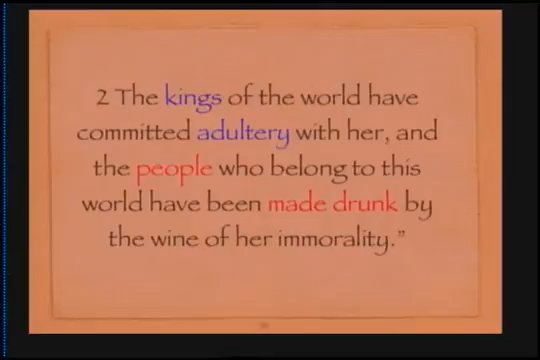 2 The kings of the world have
committed adultery with her, and
the people who belong to this
world have been made drunk by
the wine of her immorality.”